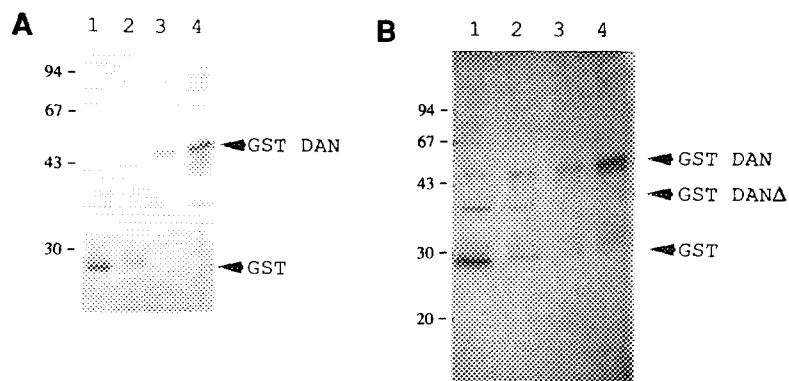 A
1 2 3 4
94 –
67 –
43 –
30 –
GST DAN
GST
B
1 2 3 4
94 –
67 –
43 –
30 –
20 –
GST DAN
GST DANΔ
GST